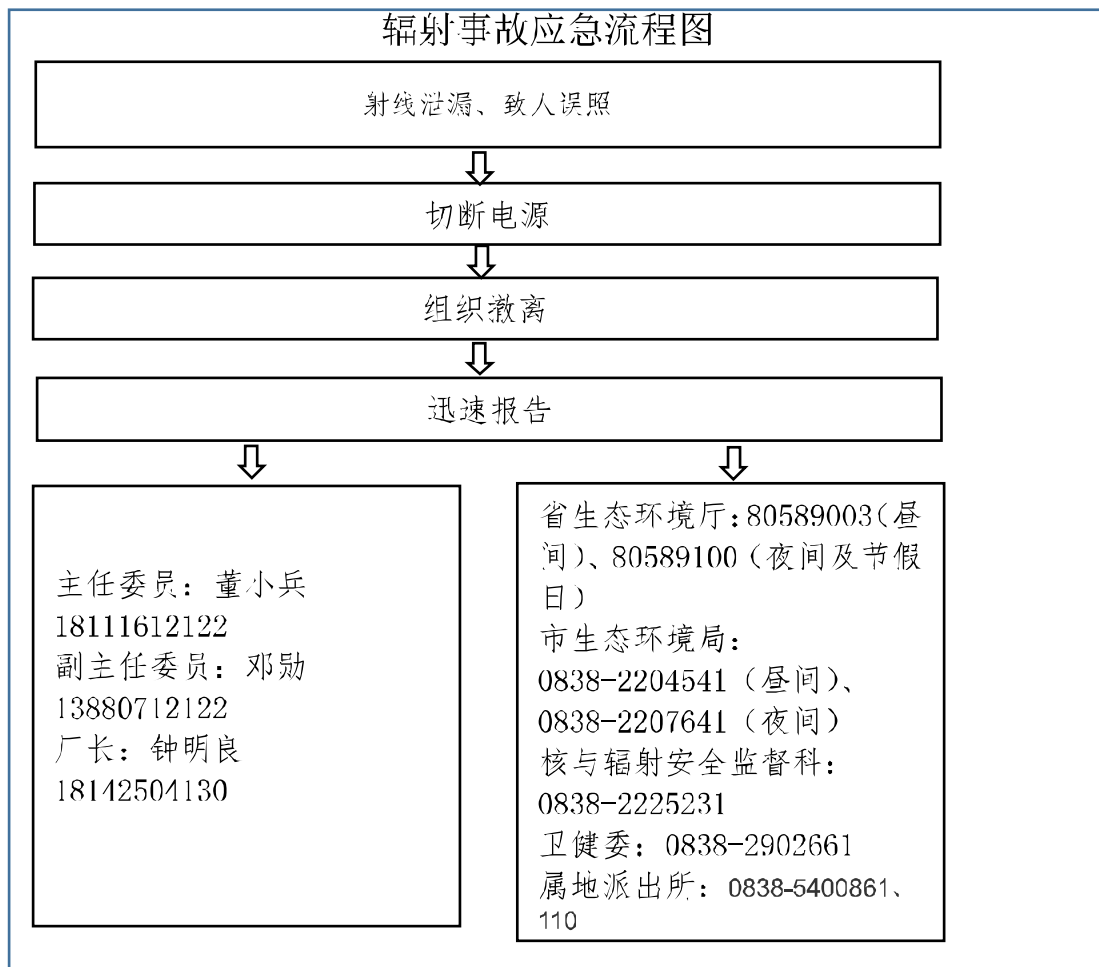 辐射事故应急流程图
射线泄漏、致人误照
切断电源
组织撤离
迅速报告
主任委员：董小兵
18111612122
副主任委员：邓勋
13880712122
厂长：钟明良
18142504130
省生态环境厅：80589003（昼
间）、80589100（夜间及节假
日）
市生态环境局：
0838-2204541（昼间）、
0838-2207641（夜间）
核与辐射安全监督科：
0838-2225231
卫健委：0838-2902661
属地派出所：0838-5400861、
110